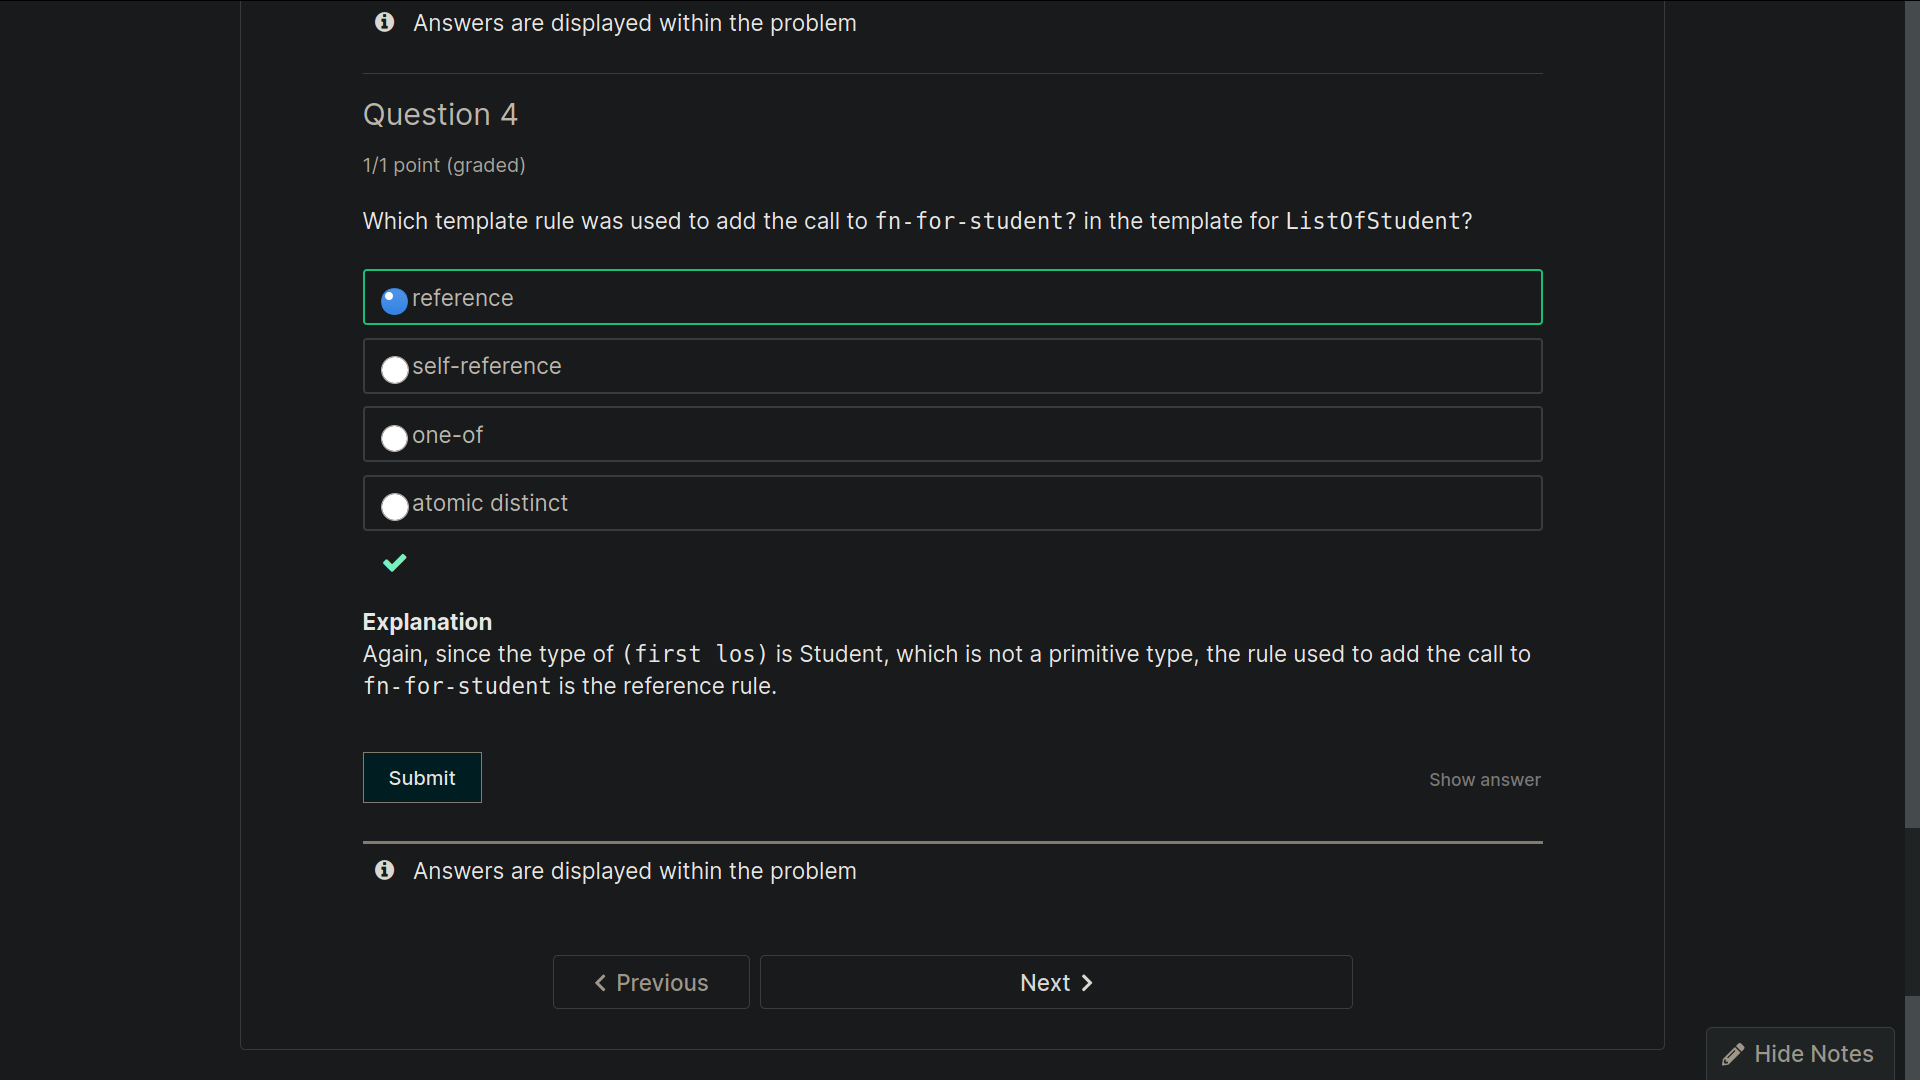 Answers are displayed within the problem
Question 4
1/1 point (graded)
Which template rule was used to add the call to fn-for-student? in the template for ListOfStudent?
reference
self-reference
one-of
atomic distinct
Explanation
Again, since the type of (first los) is Student, which is not a primitive type, the rule used to add the call to
fn-for-student is the reference rule.
Submit
Show answer
Answers are displayed within the problem
Previous
Next
Hide Notes